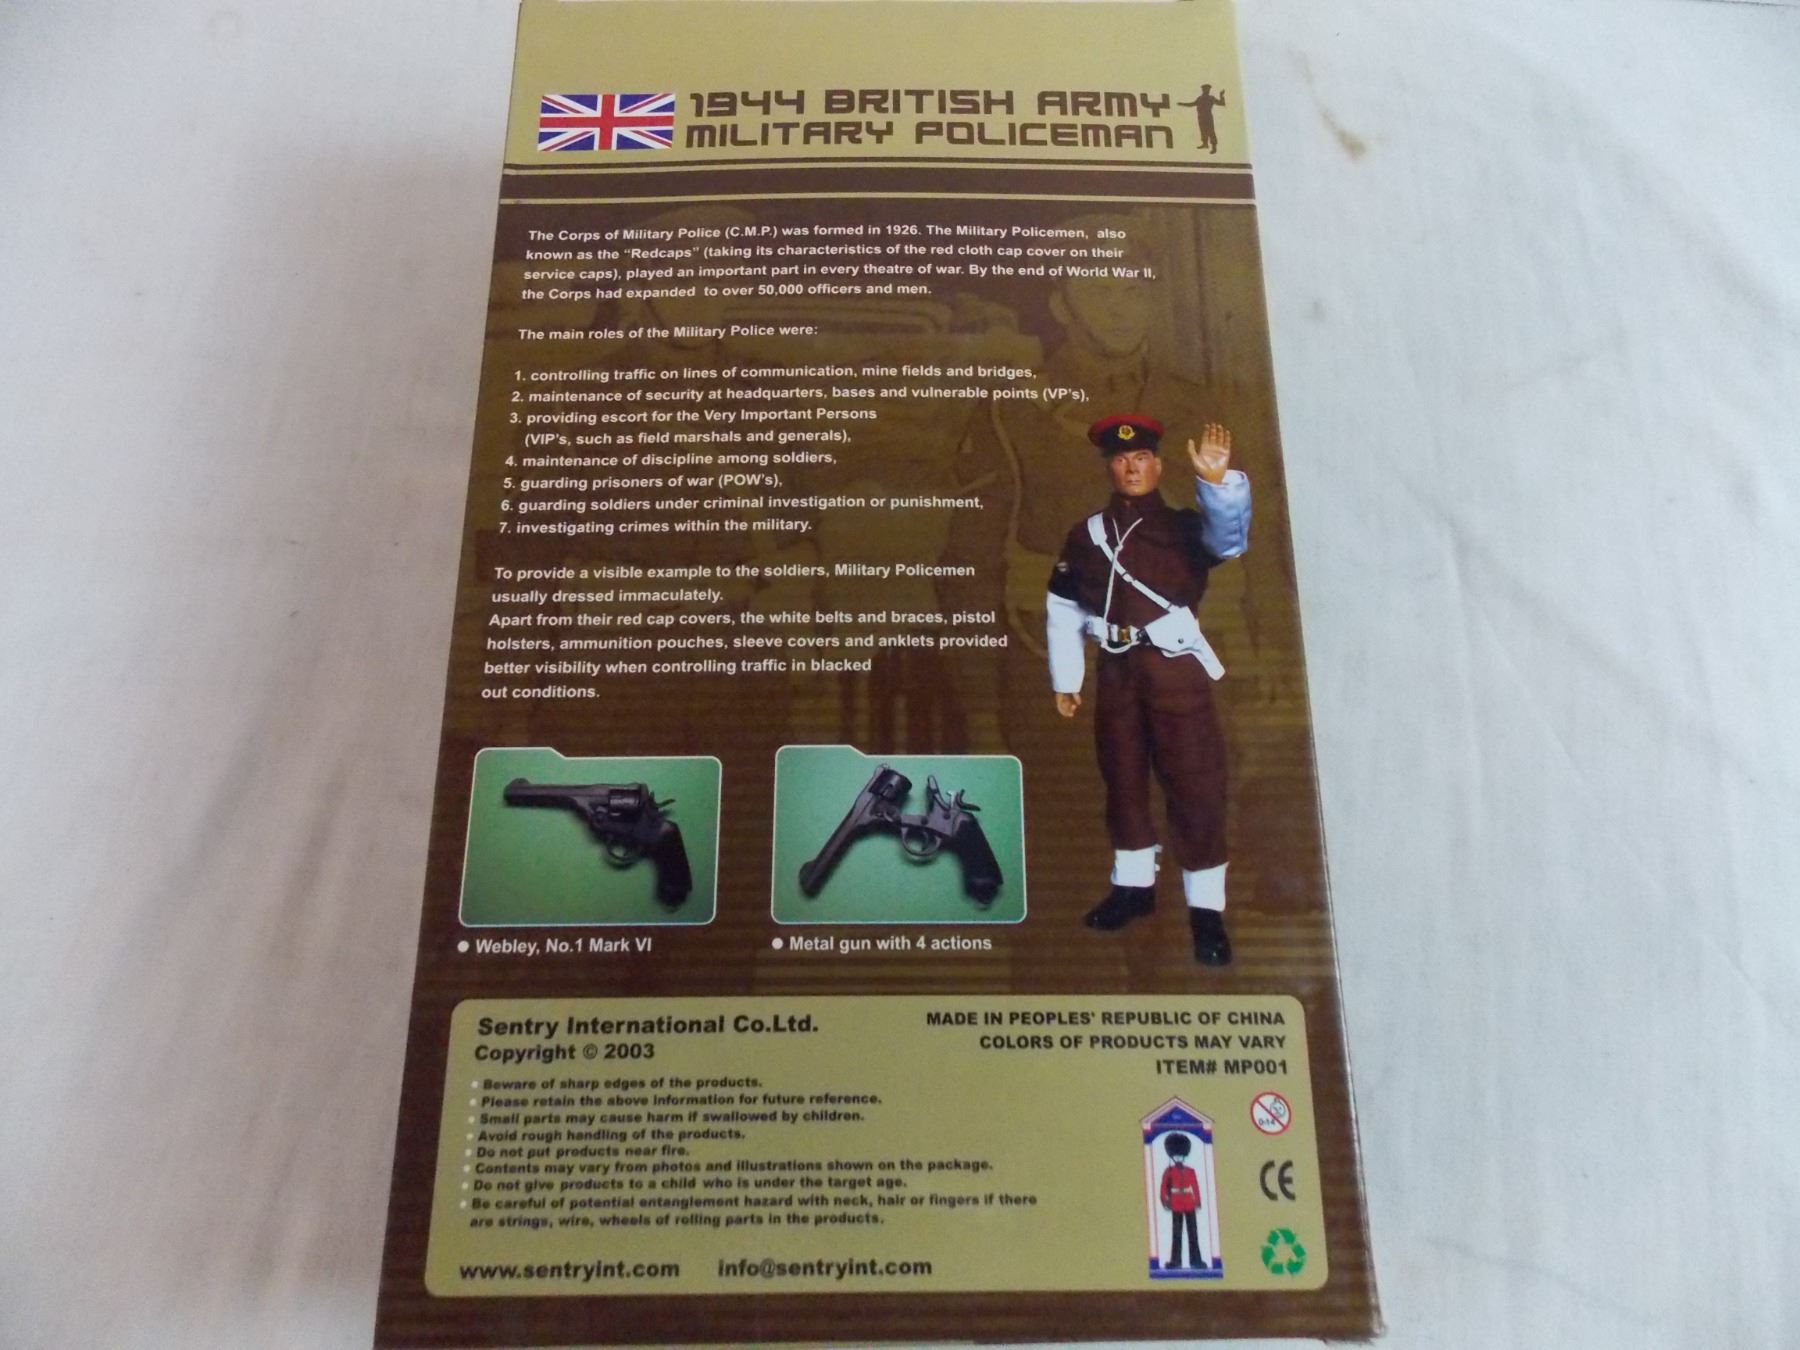 1944 BRITISH ARMY
MILITARY POLICEMAN
The Corps of Military Police (C.M.P.) was formed in 1926. The Military Policemen, also
known as the "Redcaps" (taking its characteristics of the red cloth cap cover on their
service caps), played an important part in every theatre of war. By the end of World War II,
the Corps had expanded to over 50,000 officers and men.
The main roles of the Military Police were:
1. controlling traffic on lines of communication, mine fields and bridges,
2. maintenance of security at headquarters, bases and vulnerable points (VP's),
3. providing escort for the Very Important Persons
(VIP's, such as field marshals and generals),
4. maintenance of discipline among soldiers,
5. guarding prisoners of war (POW's),
6. guarding soldiers under criminal investigation or punishment,
7. investigating crimes within the military.
To provide a visible example to the soldiers, Military Policemen
usually dressed immaculately.
Apart from their red cap covers, the white belts and braces, pistol
holsters, ammunition pouches, sleeve covers and anklets provided
better visibility when controlling traffic in blacked
out conditions.
● Webley, No.1 Mark VI
● Metal gun with 4 actions
Sentry International Co.Ltd.
Copyright © 2003
• Beware of sharp edges of the products.
• Please retain the above information for future reference.
• Small parts may cause harm if swallowed by children.
• Avoid rough handling of the products.
• Do not put products near fire.
• Contents may vary from photos and illustrations shown on the package.
• Do not give products to a child who is under the target age.
• Be careful of potential entanglement hazard with neck, hair or fingers if there
are strings, wire, wheels of rolling parts in the products.
www.sentryint.com info@sentryint.com
MADE IN PEOPLES' REPUBLIC OF CHINA
COLORS OF PRODUCTS MAY VARY
ITEM# MP001
0-14
CE